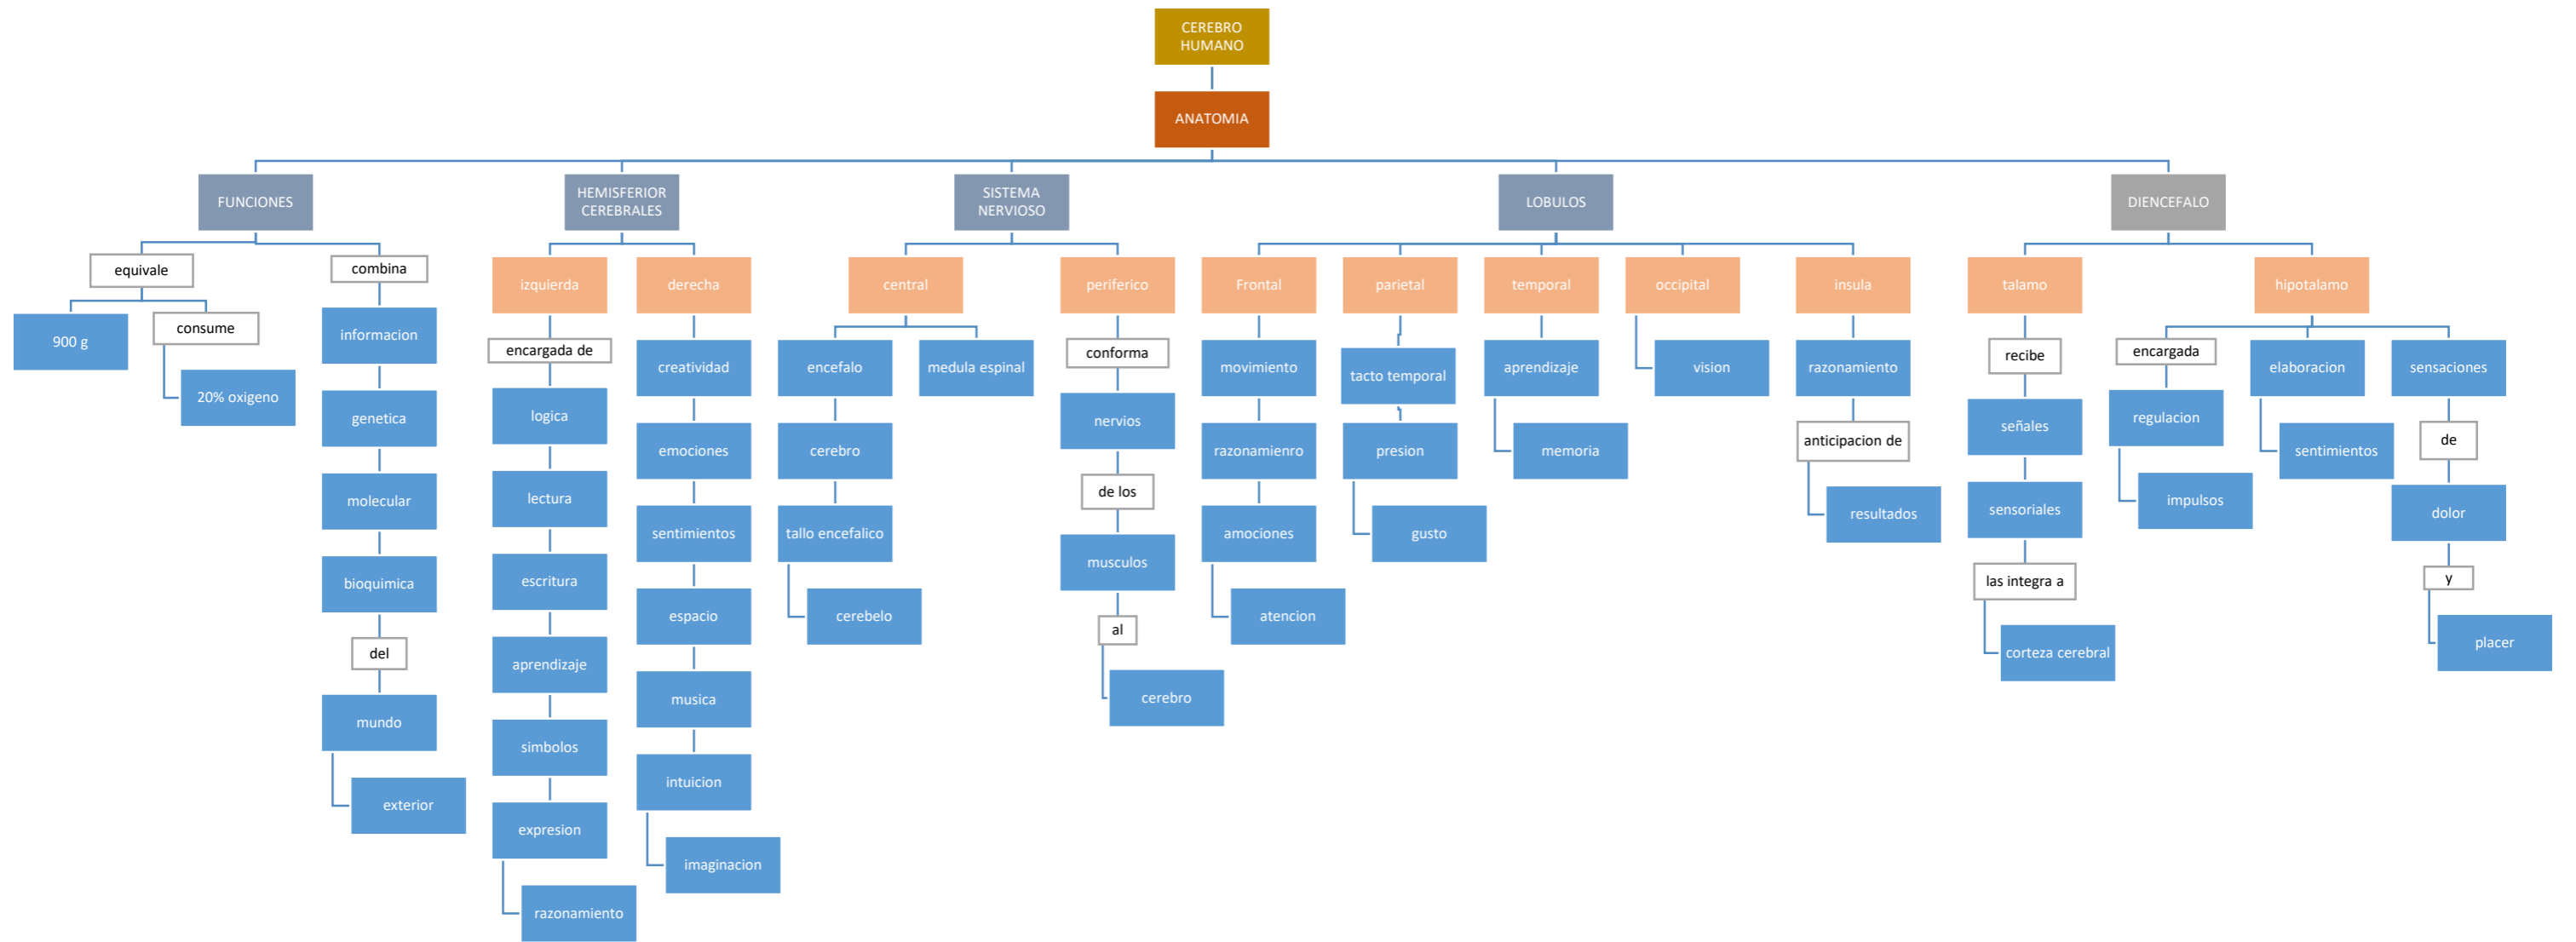 CEREBRO
HUMANO
ANATOMIA
FUNCIONES
equivale
900 g
consume
20% oxigeno
combina
informacion
genetica
molecular
bioquimica
del
mundo
exterior
HEMISFERIOR
CEREBRALES
izquierda
encargada de
logica
lectura
escritura
aprendizaje
simbolos
expresion
razonamiento
derecha
creatividad
emociones
sentimientos
espacio
musica
intuicion
imaginacion
SISTEMA
NERVIOSO
central
encefalo
cerebro
tallo encefalico
cerebelo
medula espinal
periferico
conforma
nervios
de los
musculos
al
cerebro
LOBULOS
Frontal
movimiento
razonamienro
amociones
atencion
parietal
tacto temporal
presion
gusto
temporal
aprendizaje
memoria
occipital
vision
insula
razonamiento
anticipacion de
resultados
DIENCEFALO
talamo
recibe
señales
sensoriales
las integra a
corteza cerebral
hipotalamo
encargada
regulacion
impulsos
elaboracion
sentimientos
sensaciones
de
dolor
y
placer